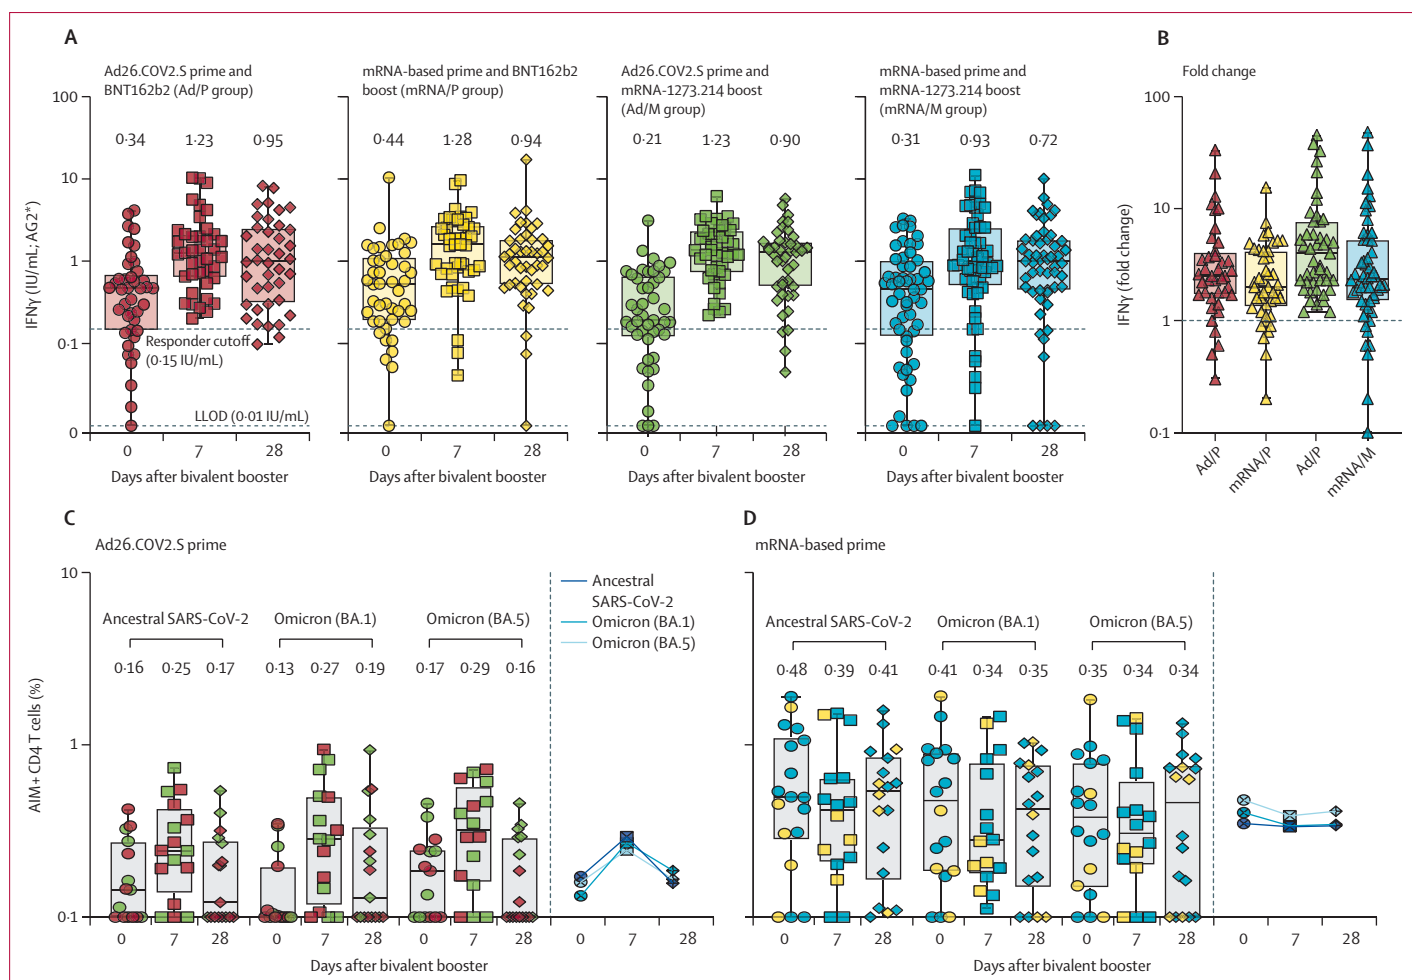 A
Ad26.COV2.S prime and
BNT162b2 (Ad/P group)
mRNA-based prime and BNT162b2
boost (mRNA/P group)
Ad26.COV2.S prime and
mRNA-1273.214 boost
(Ad/M group)
mRNA-based prime and
mRNA-1273.214 boost
(mRNA/M group)
IFNγ (IU/mL; AG2*)
100
10
1
0·1
0
0·34 1·23 0·95
0·44 1·28 0·94
0·21 1·23 0·90
0·31 0·93 0·72
Responder cutoff
(0·15 IU/mL)
LLOD (0·01 IU/mL)
0 7 28
0 7 28
0 7 28
0 7 28
Days after bivalent booster
Days after bivalent booster
Days after bivalent booster
Days after bivalent booster
B
Fold change
IFNγ (fold change)
100
10
1
0·1
Ad/P
mRNA/P
Ad/P
mRNA/M
C
Ad26.COV2.S prime
AIM+ CD4 T cells (%)
10
1
0·1
Ancestral SARS-CoV-2
Omicron (BA.1)
Omicron (BA.5)
0·16 0·25 0·17
0·13 0·27 0·19
0·17 0·29 0·16
0 7 28
0 7 28
0 7 28
0 7 28
Days after bivalent booster
Ancestral
SARS-CoV-2
Omicron (BA.1)
Omicron (BA.5)
D
mRNA-based prime
Ancestral SARS-CoV-2
Omicron (BA.1)
Omicron (BA.5)
0·48 0·39 0·41
0·41 0·34 0·35
0·35 0·34 0·34
0 7 28
0 7 28
0 7 28
0 7 28
Days after bivalent booster